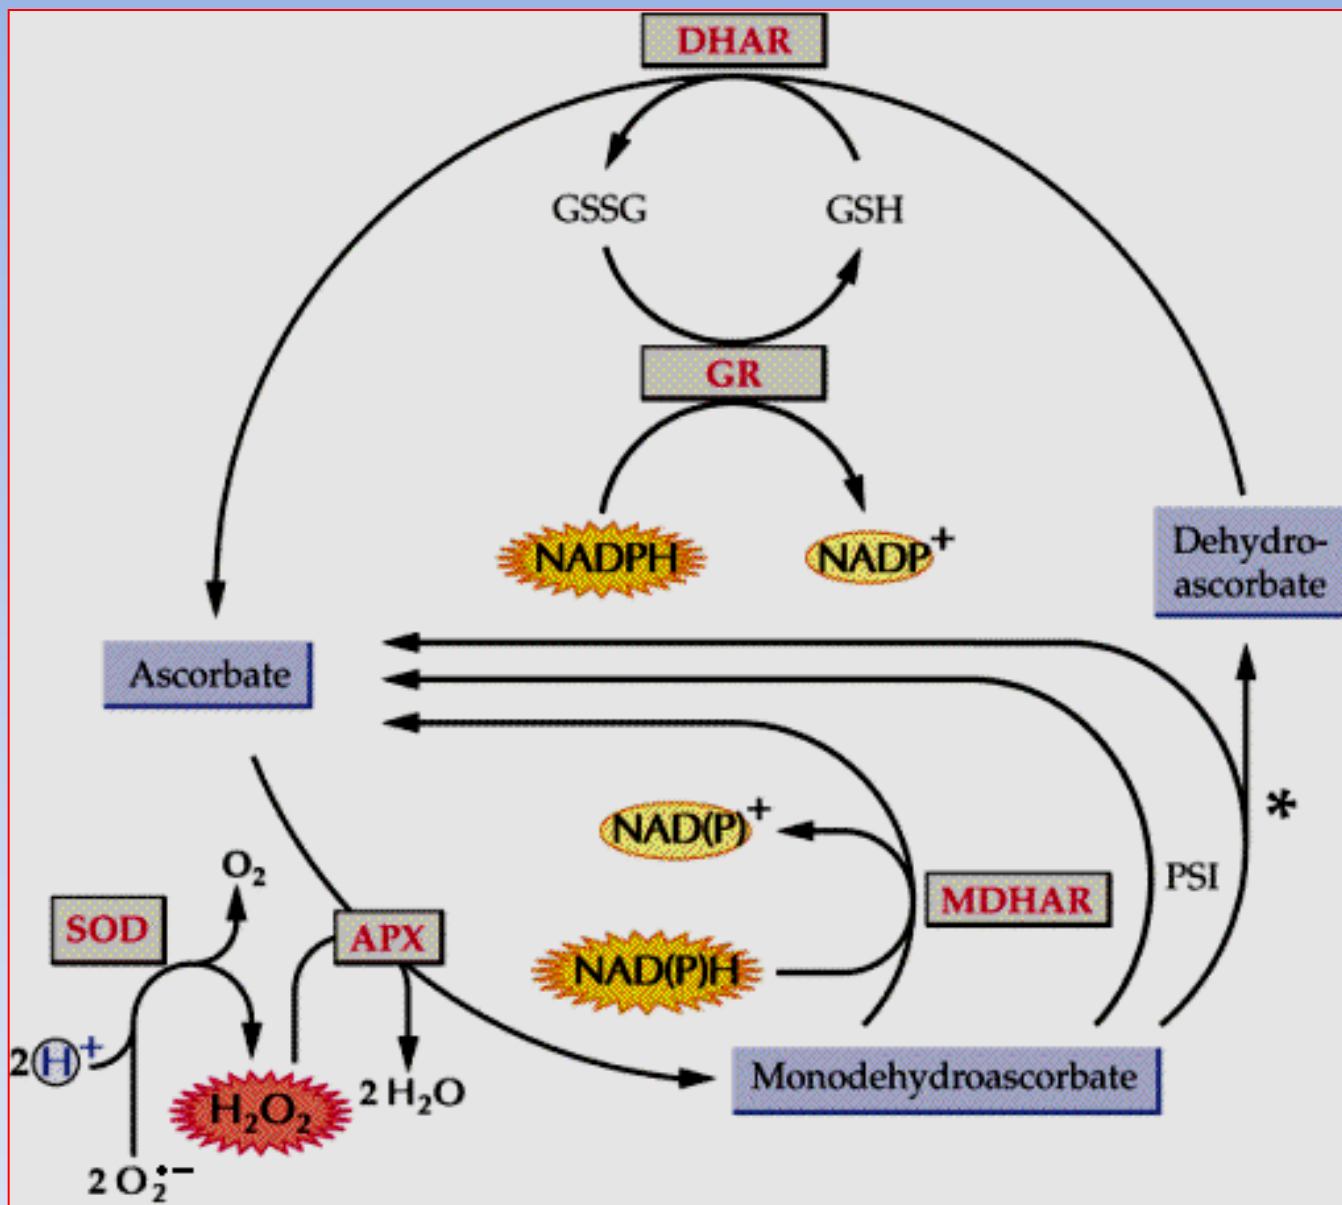 DHAR
GSSG
GSH
GR
NADPH
NADP⁺
Dehydro-
ascorbate
Ascorbate
NAD(P)⁺
*
O₂
PSI
MDHAR
SOD
APX
NAD(P)H
2 H⁺
H₂O₂
2 H₂O
Monodehydroascorbate
2 O₂•−